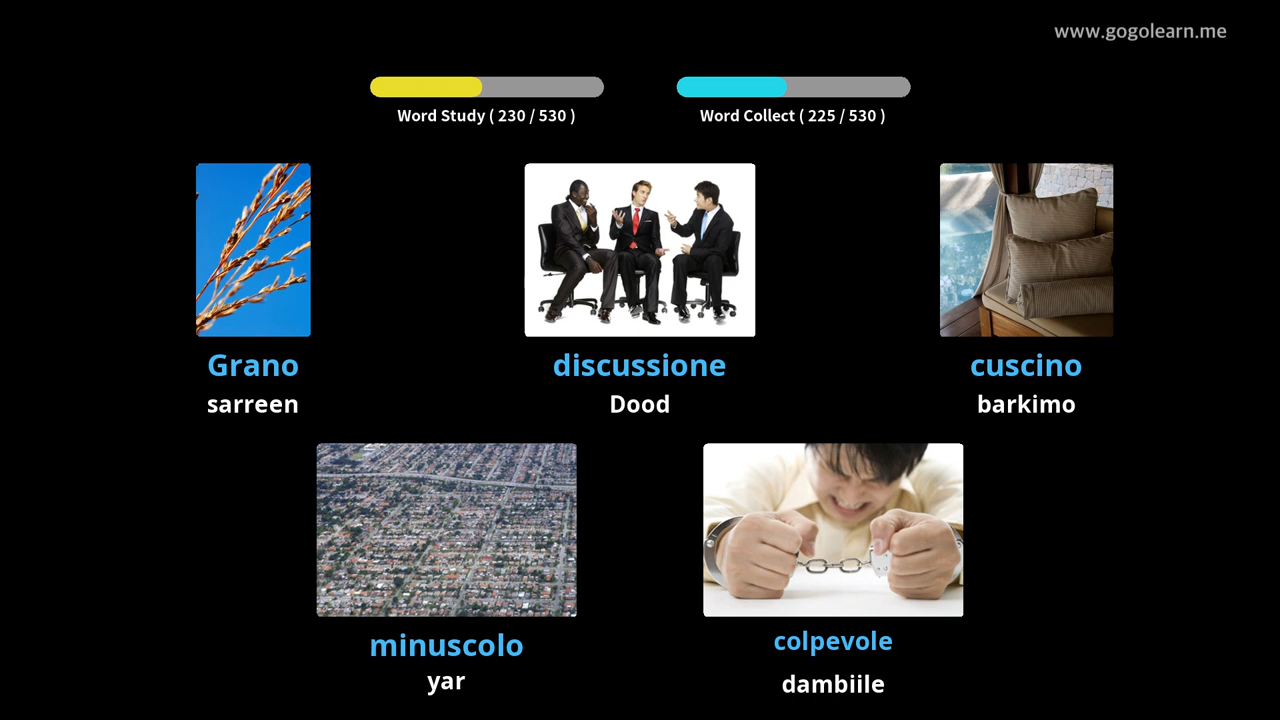 www.gogolearn.me
Word Study ( 230 / 530 )
Word Collect ( 225 / 530 )
Grano
sarreen
discussione
Dood
cuscino
barkimo
minuscolo
yar
colpevole
dambiile